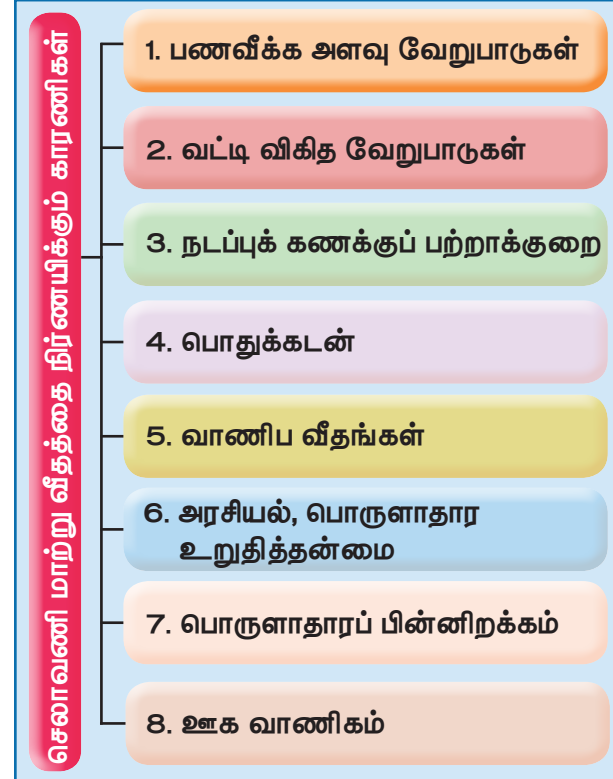 செலாவணி மாற்று வீதத்தை நிர்ணயிக்கும் காரணிகள்
1. பணவீக்க அளவு வேறுபாடுகள்
2. வட்டி விகித வேறுபாடுகள்
3. நடப்புக் கணக்குப் பற்றாக்குறை
4. பொதுக்கடன்
5. வாணிப வீதங்கள்
6. அரசியல், பொருளாதார
உறுதித்தன்மை
7. பொருளாதாரப் பின்னிறக்கம்
8. ஊக வாணிகம்